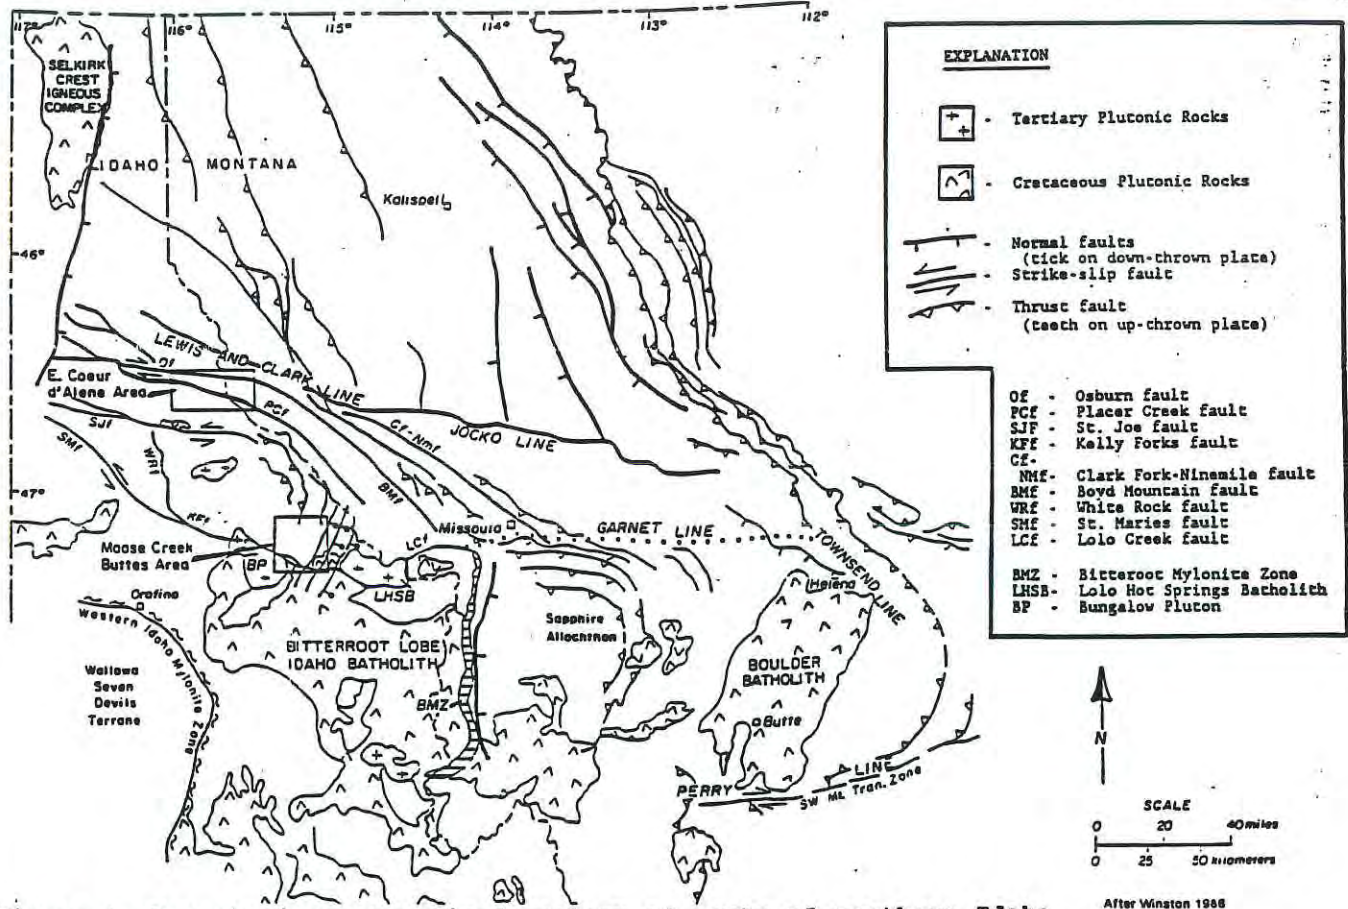 117° 116° 115° 114° 113° 112°
SELKIRK
CREST
IGNEOUS
COMPLEX
IDAHO MONTANA
Kalispell
46°
LEWIS AND CLARK LINE
Of
E. Coeur
d'Alene Area
PCf
Cf-Nmf
JOCKO LINE
SJf
SMf
WRf
BMf
47°
KFf
Missoula
GARNET LINE
LCf
TOWNSEND LINE
Moose Creek
Buttes Area
BP
LHSB
Helena
Orofino
Western Idaho Mylonite Zone
Sapphire
Allochthon
BITTERROOT LOBE
IDAHO BATHOLITH
BOULDER
BATHOLITH
Wallowa
Seven
Devils
Terrane
BMZ
Butte
PERRY LINE
SW Mt. Tran. Zone
EXPLANATION
- Tertiary Plutonic Rocks
- Cretaceous Plutonic Rocks
- Normal faults
(tick on down-thrown plate)
- Strike-slip fault
- Thrust fault
(teeth on up-thrown plate)
Of - Osburn fault
PCf - Placer Creek fault
SJF - St. Joe fault
KFf - Kelly Forks fault
Cf-
NMf- Clark Fork-Ninemile fault
BMf - Boyd Mountain fault
WRf - White Rock fault
SMf - St. Maries fault
LCf - Lolo Creek fault
BMZ - Bitteroot Mylonite Zone
LHSB- Lolo Hot Springs Batholith
BP - Bungalow Pluton
N
SCALE
0 20 40 miles
0 25 50 kilometers
After Winston 1986